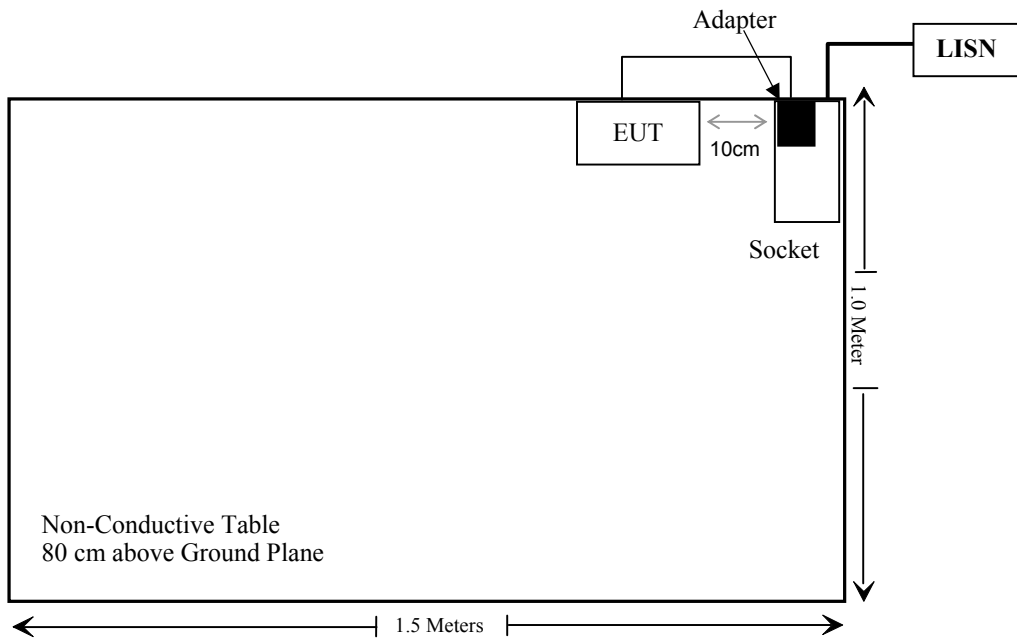 Adapter
LISN
EUT
10cm
Socket
1.0 Meter
Non-Conductive Table
80 cm above Ground Plane
1.5 Meters